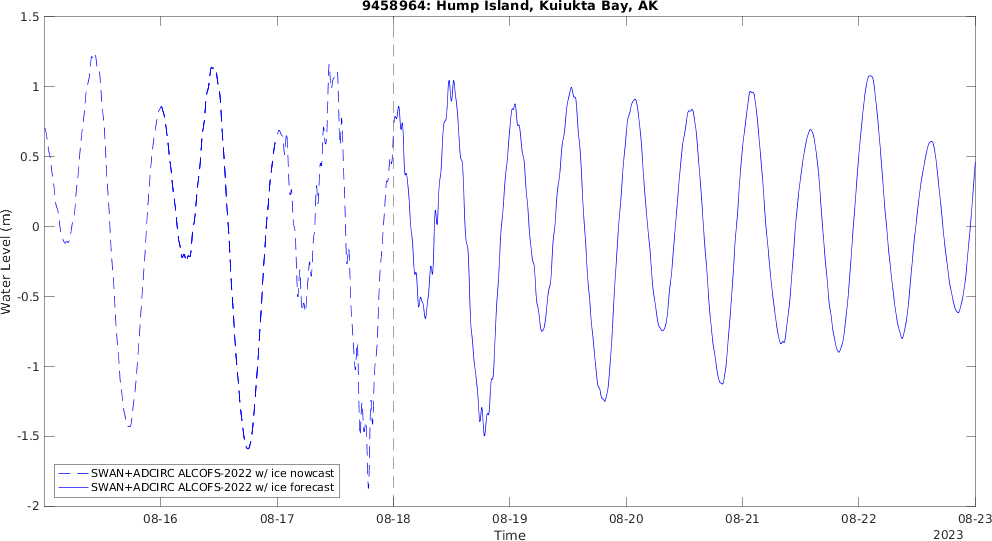 9458964: Hump Island, Kuiukta Bay, AK
Water Level (m)
1.5
1
0.5
0
-0.5
-1
-1.5
-2
SWAN+ADCIRC ALCOFS-2022 w/ ice nowcast
SWAN+ADCIRC ALCOFS-2022 w/ ice forecast
08-16 08-17 08-18 08-19 08-20 08-21 08-22 08-23
Time
2023